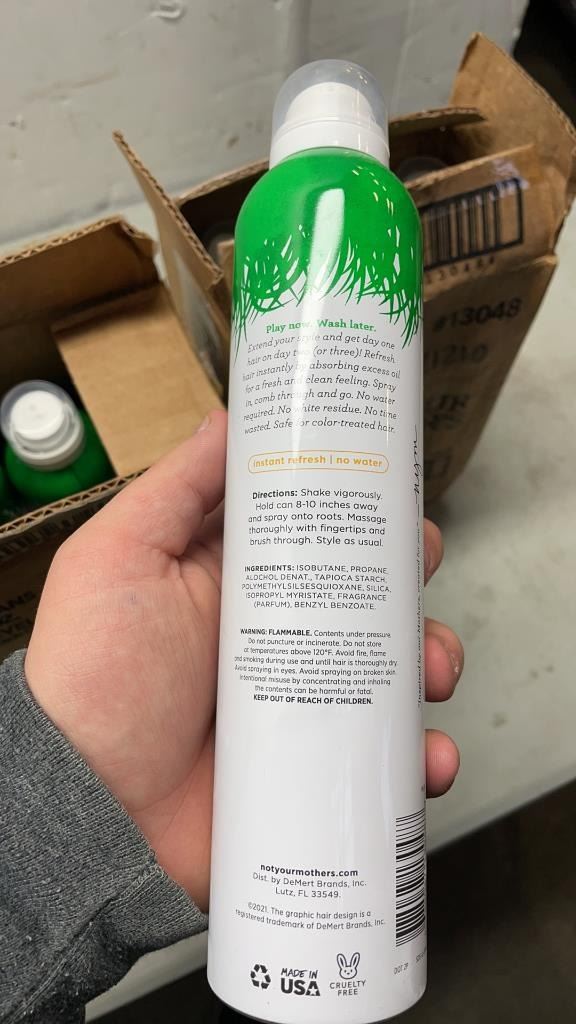 Play now. Wash later.
Extend your style and get day one
hair on day two (or three)! Refresh
hair instantly by absorbing excess oil
for a fresh and clean feeling. Spray
in, comb through and go. No water
required. No white residue. No time
wasted. Safe for color-treated hair.
instant refresh | no water
Directions: Shake vigorously.
Hold can 8-10 inches away
and spray onto roots. Massage
thoroughly with fingertips and
brush through. Style as usual.
INGREDIENTS: ISOBUTANE, PROPANE,
ALCOHOL DENAT., TAPIOCA STARCH,
POLYMETHYLSILSESQUIOXANE, SILICA,
ISOPROPYL MYRISTATE, FRAGRANCE
(PARFUM), BENZYL BENZOATE.
WARNING: FLAMMABLE. Contents under pressure.
Do not puncture or incinerate. Do not store
at temperatures above 120°F. Avoid fire, flame
and smoking during use and until hair is thoroughly dry.
Avoid spraying in eyes. Avoid spraying on broken skin.
Intentional misuse by concentrating and inhaling
the contents can be harmful or fatal.
KEEP OUT OF REACH OF CHILDREN.
notyourmothers.com
Dist. by DeMert Brands, Inc.
Lutz, FL 33549.
©2021. The graphic hair design is a
registered trademark of DeMert Brands, Inc.
MADE IN
USA
CRUELTY
FREE
nym
DOT 2P
#13048